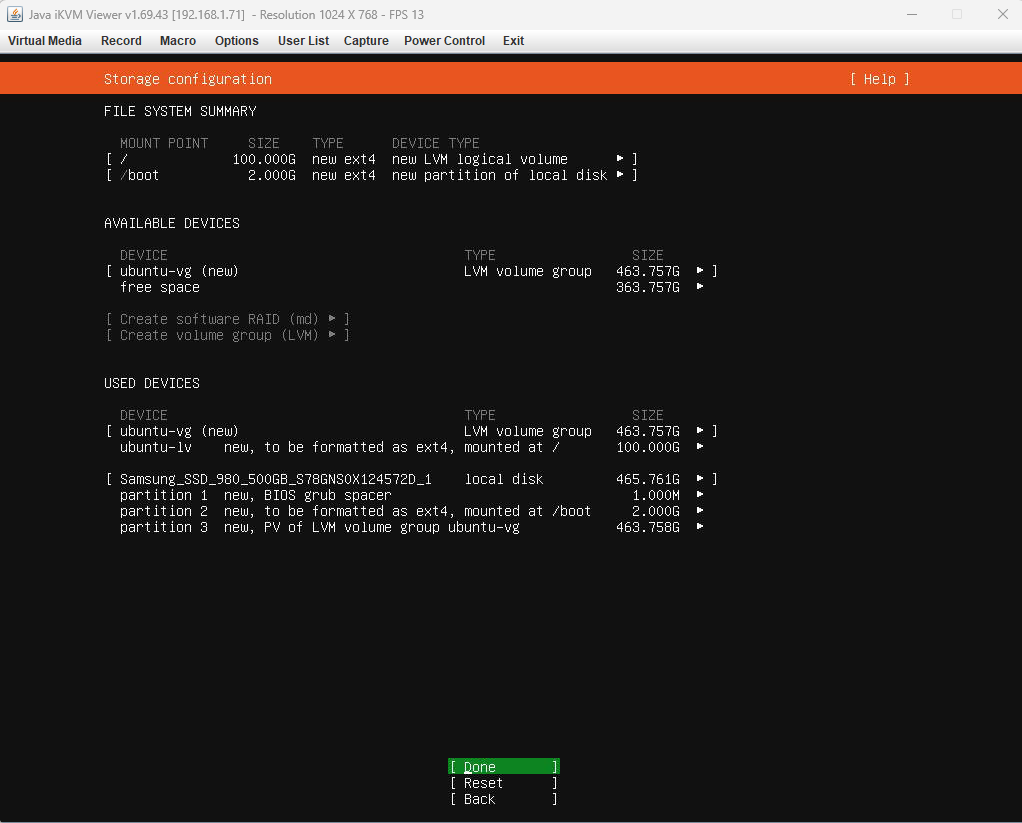 Java iKVM Viewer v1.69.43 [192.168.1.71] - Resolution 1024 X 768 - FPS 13
Virtual Media Record Macro Options User List Capture Power Control Exit
Storage configuration [ Help ]
FILE SYSTEM SUMMARY
MOUNT POINT SIZE TYPE DEVICE TYPE
[ / 100.000G new ext4 new LVM logical volume ▸ ]
[ /boot 2.000G new ext4 new partition of local disk ▸ ]
AVAILABLE DEVICES
DEVICE TYPE SIZE
[ ubuntu-vg (new) LVM volume group 463.757G ▸ ]
free space 363.757G ▸
[ Create software RAID (md) ▸ ]
[ Create volume group (LVM) ▸ ]
USED DEVICES
DEVICE TYPE SIZE
[ ubuntu-vg (new) LVM volume group 463.757G ▸ ]
ubuntu-lv new, to be formatted as ext4, mounted at / 100.000G ▸
[ Samsung_SSD_980_500GB_S78GNS0X124572D_1 local disk 465.761G ▸ ]
partition 1 new, BIOS grub spacer 1.000M ▸
partition 2 new, to be formatted as ext4, mounted at /boot 2.000G ▸
partition 3 new, PV of LVM volume group ubuntu-vg 463.758G ▸
[ Done ]
[ Reset ]
[ Back ]